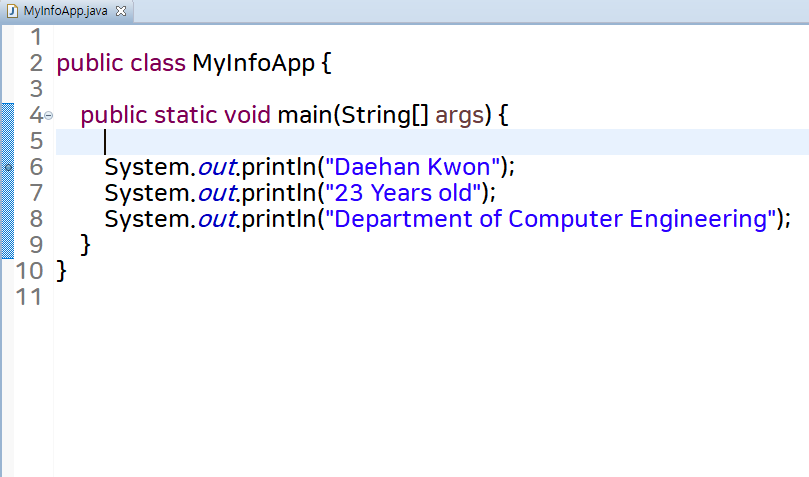 MyInfoApp.java
1
2 public class MyInfoApp {
3
4 public static void main(String[] args) {
5
6 System.out.println("Daehan Kwon");
7 System.out.println("23 Years old");
8 System.out.println("Department of Computer Engineering");
9 }
10 }
11